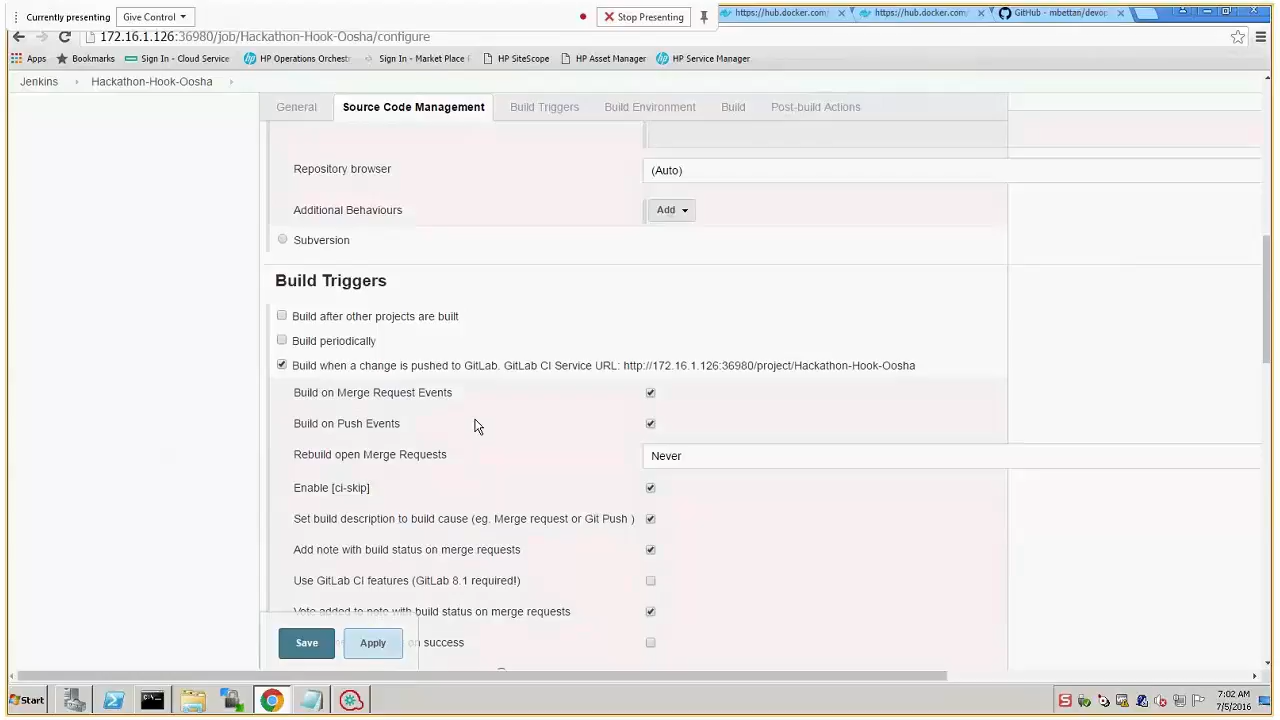 Currently presenting Give Control Stop Presenting https://hub.docker.com/ https://hub.docker.com/ GitHub - mbettan/devop
172.16.1.126:36980/job/Hackathon-Hook-Oosha/configure
Apps Bookmarks Sign In - Cloud Service HP Operations Orchest Sign In - Market Place HP SiteScope HP Asset Manager HP Service Manager
Jenkins Hackathon-Hook-Oosha
General Source Code Management Build Triggers Build Environment Build Post-build Actions
Repository browser (Auto)
Additional Behaviours Add
Subversion
Build Triggers
Build after other projects are built
Build periodically
Build when a change is pushed to GitLab. GitLab CI Service URL: http://172.16.1.126:36980/project/Hackathon-Hook-Oosha
Build on Merge Request Events
Build on Push Events
Rebuild open Merge Requests Never
Enable [ci-skip]
Set build description to build cause (eg. Merge request or Git Push )
Add note with build status on merge requests
Use GitLab CI features (GitLab 8.1 required!)
Vote added to note with build status on merge requests
Save Apply on success
Start 7:02 AM
7/5/2016